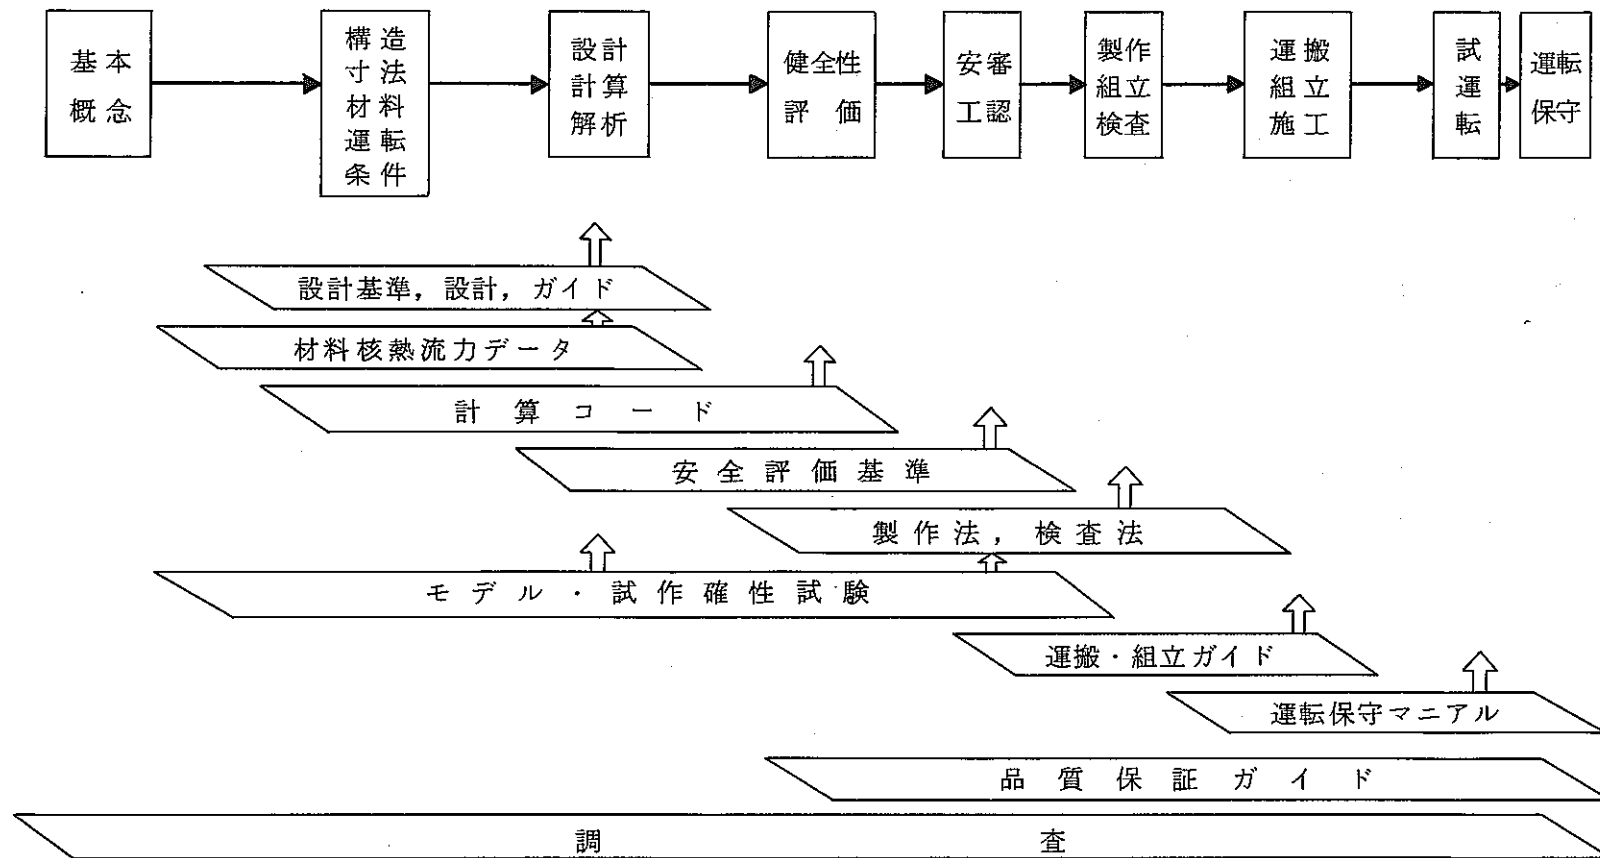 基本
概念
構造
寸法
材料
運転
条件
設計
計算
解析
健全性
評価
安審
工認
製作
組立
検査
運搬
組立
施工
試
運
転
運転
保守
設計基準，設計，ガイド
材料核熱流力データ
計算コード
安全評価基準
製作法，検査法
モデル・試作確性試験
運搬・組立ガイド
運転保守マニアル
品質保証ガイド
調査